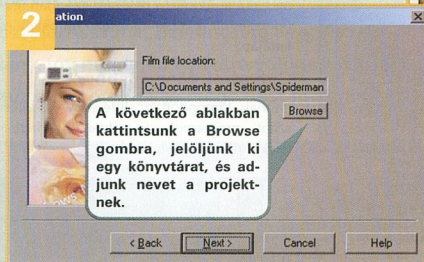 2
ation
Film file location:
C:\Documents and Settings\Spiderman
Browse
A következő ablakban
kattintsunk a Browse
gombra, jelöljünk ki
egy könyvtárat, és ad-
junk nevet a projekt-
nek.
< Back
Next >
Cancel
Help